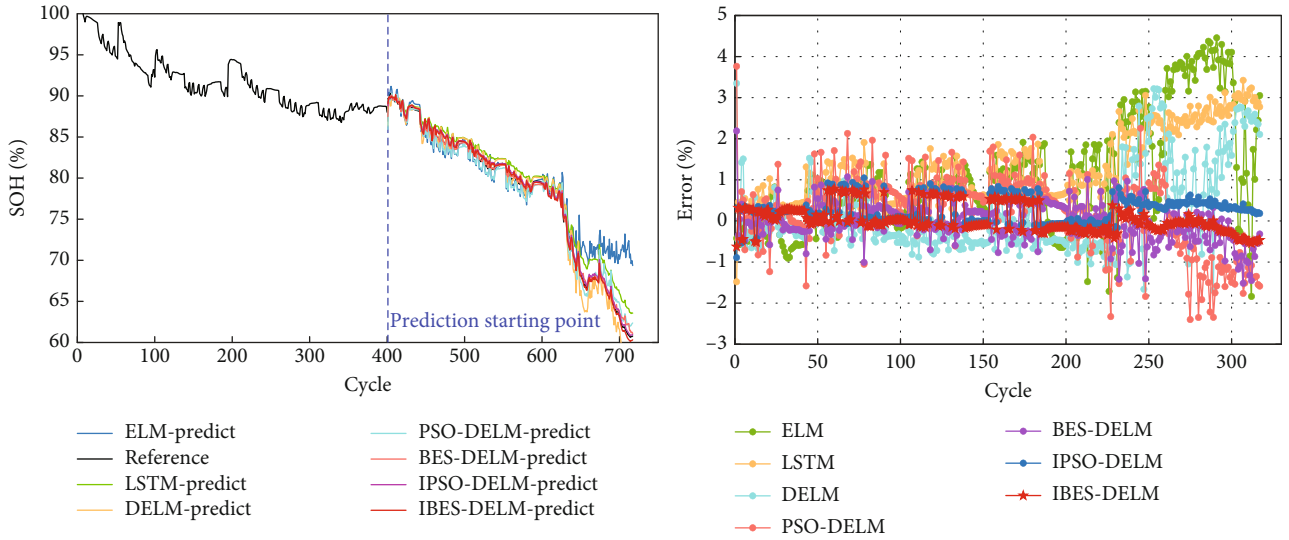 100
95
90
85
80
75
70
65
60
SOH (%)
Prediction starting point
0
100
200
300
400
500
600
700
Cycle
ELM-predict
Reference
LSTM-predict
DELM-predict
PSO-DELM-predict
BES-DELM-predict
IPSO-DELM-predict
IBES-DELM-predict
5
4
3
2
1
0
−1
−2
−3
Error (%)
0
50
100
150
200
250
300
Cycle
ELM
LSTM
DELM
PSO-DELM
BES-DELM
IPSO-DELM
IBES-DELM